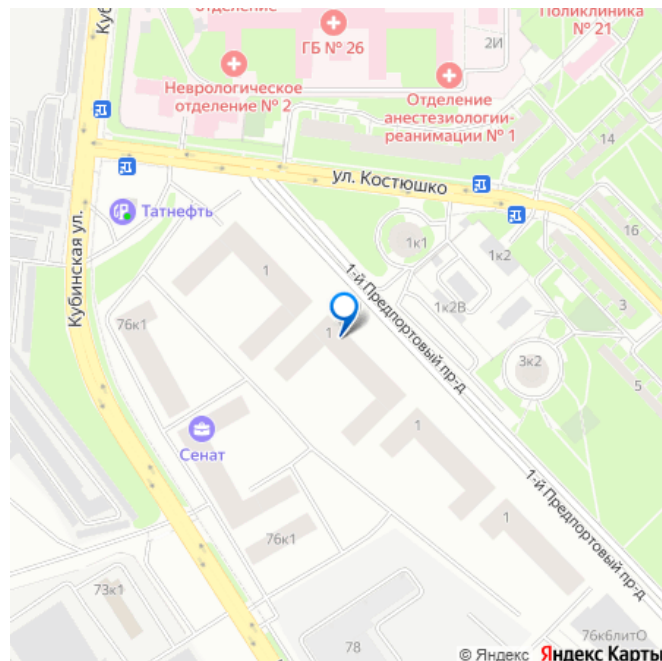 отделение
ГБ № 26
2И
Поликлиника
№ 21
Неврологическое
отделение № 2
Отделение
анестезиологии-
реанимации № 1
14
ул. Костюшко
Татнефть
Кубинская ул.
1к1
1к2
16
1
1-й Предпортовый пр-д
1к2В
3
76к1
1
3к2
5
Сенат
1
1-й Предпортовый пр-д
1
76к1
73к1
78
76к6литО
© Яндекс Яндекс Карты